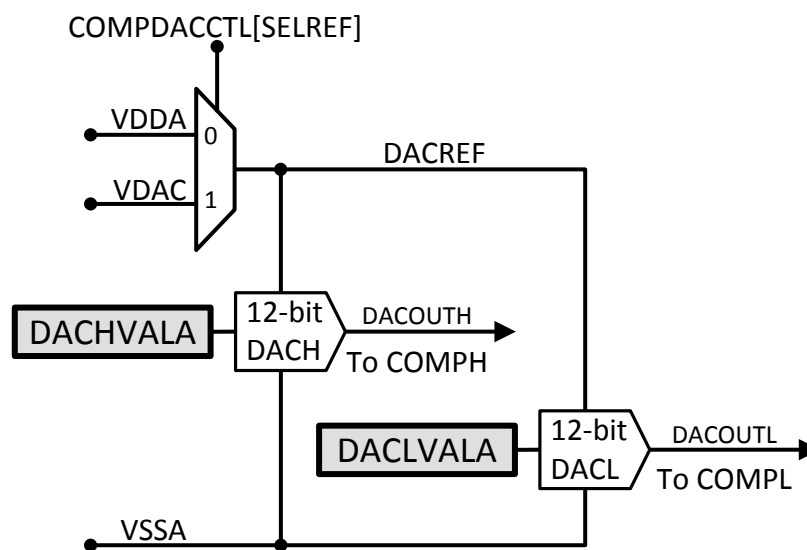 COMPDACCTL[SELREF]
VDDA
0
DACREF
VDAC
1
12-bit
DACH
DACHVALA
DACOUTH
To COMPH
12-bit
DACL
DACLVALA
DACOUTL
To COMPL
VSSA